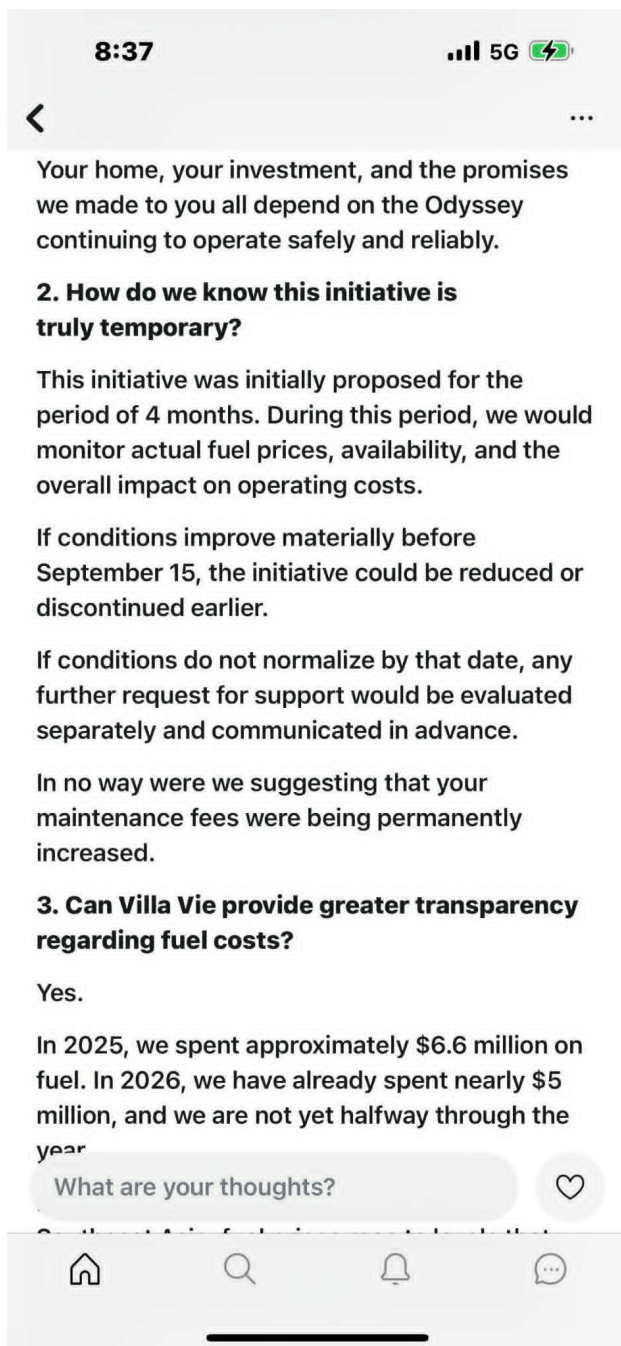 8:37
5G
Your home, your investment, and the promises
we made to you all depend on the Odyssey
continuing to operate safely and reliably.
2. How do we know this initiative is
truly temporary?
This initiative was initially proposed for the
period of 4 months. During this period, we would
monitor actual fuel prices, availability, and the
overall impact on operating costs.
If conditions improve materially before
September 15, the initiative could be reduced or
discontinued earlier.
If conditions do not normalize by that date, any
further request for support would be evaluated
separately and communicated in advance.
In no way were we suggesting that your
maintenance fees were being permanently
increased.
3. Can Villa Vie provide greater transparency
regarding fuel costs?
Yes.
In 2025, we spent approximately $6.6 million on
fuel. In 2026, we have already spent nearly $5
million, and we are not yet halfway through the
year
What are your thoughts?